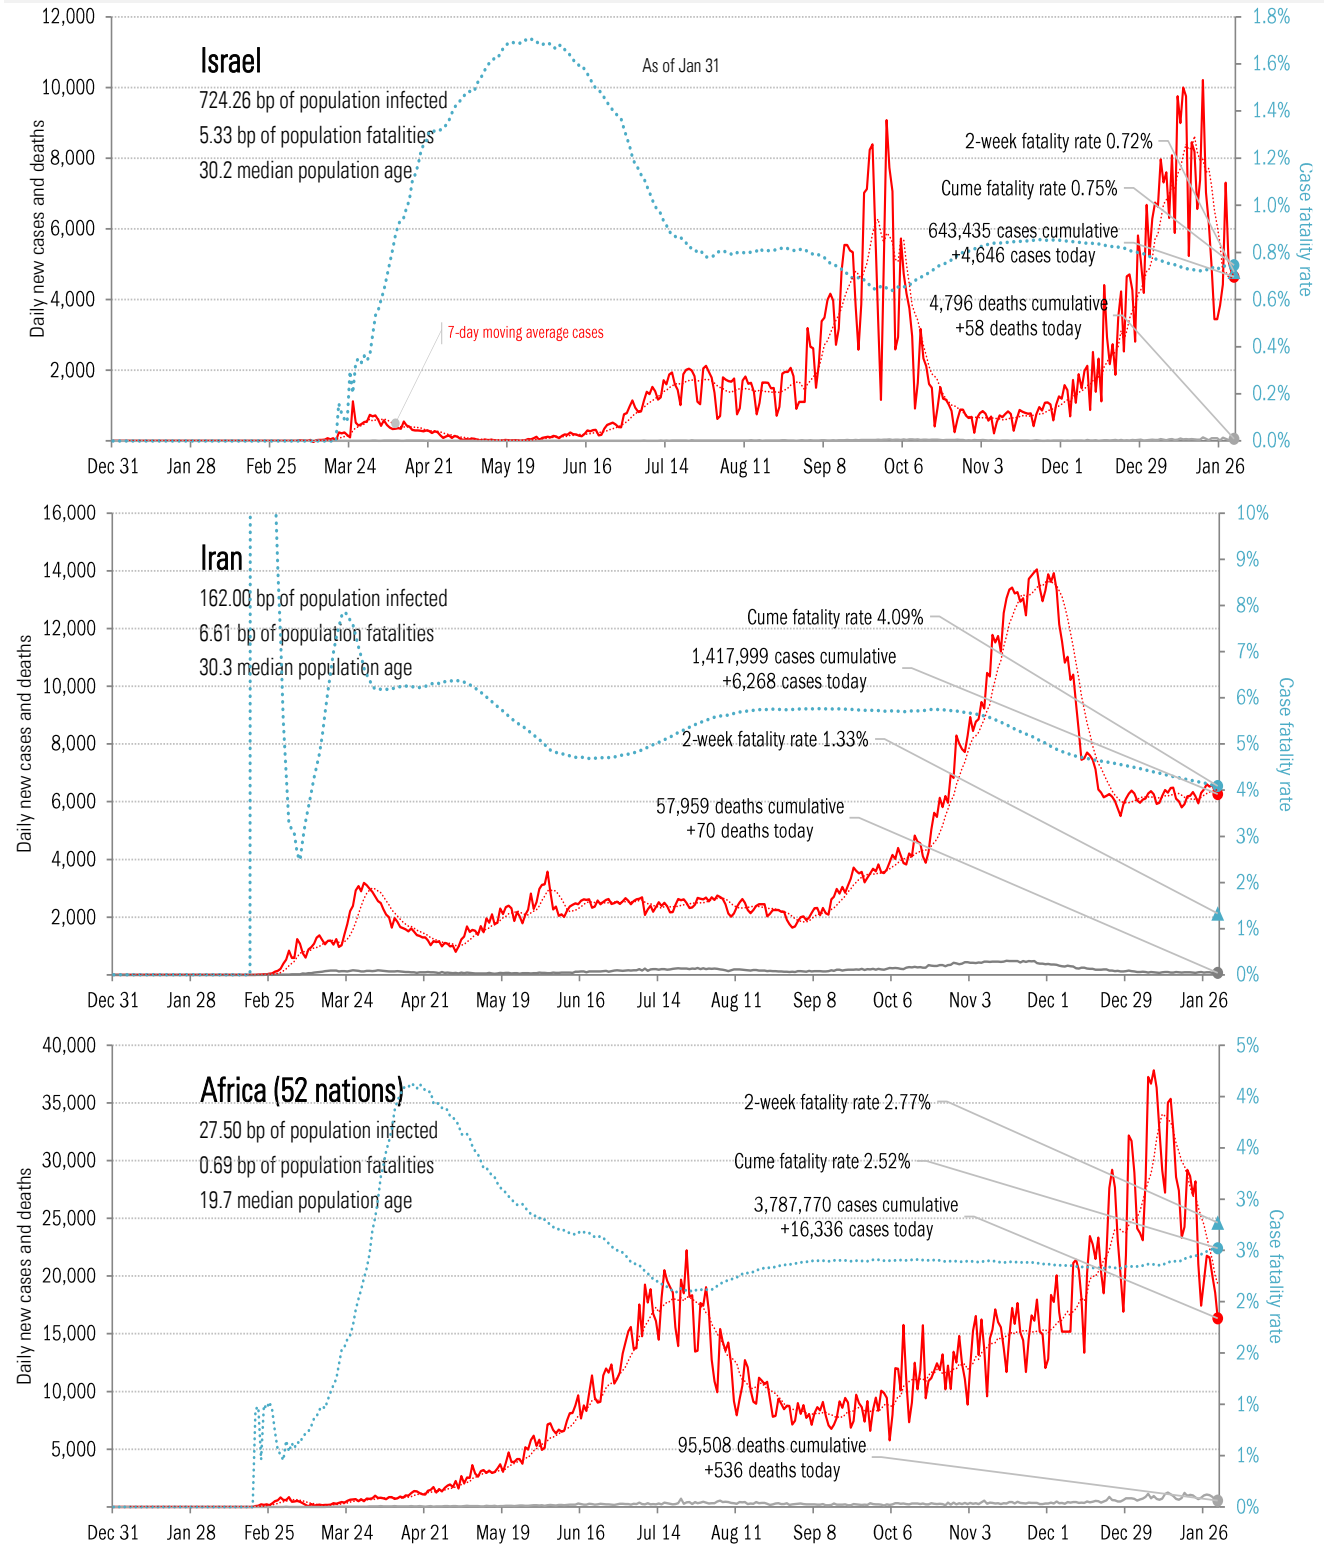 12,000
10,000
8,000
6,000
4,000
2,000
Daily new cases and deaths
1.8%
1.6%
1.4%
1.2%
1.0%
0.8%
0.6%
0.4%
0.2%
0.0%
Case fatality rate
Israel
724.26 bp of population infected
5.33 bp of population fatalities
30.2 median population age
As of Jan 31
2-week fatality rate 0.72%
Cume fatality rate 0.75%
643,435 cases cumulative
+4,646 cases today
4,796 deaths cumulative
+58 deaths today
7-day moving average cases
Dec 31 Jan 28 Feb 25 Mar 24 Apr 21 May 19 Jun 16 Jul 14 Aug 11 Sep 8 Oct 6 Nov 3 Dec 1 Dec 29 Jan 26
16,000
14,000
12,000
10,000
8,000
6,000
4,000
2,000
Daily new cases and deaths
10%
9%
8%
7%
6%
5%
4%
3%
2%
1%
0%
Case fatality rate
Iran
162.00 bp of population infected
6.61 bp of population fatalities
30.3 median population age
Cume fatality rate 4.09%
1,417,999 cases cumulative
+6,268 cases today
2-week fatality rate 1.33%
57,959 deaths cumulative
+70 deaths today
Dec 31 Jan 28 Feb 25 Mar 24 Apr 21 May 19 Jun 16 Jul 14 Aug 11 Sep 8 Oct 6 Nov 3 Dec 1 Dec 29 Jan 26
40,000
35,000
30,000
25,000
20,000
15,000
10,000
5,000
Daily new cases and deaths
5%
4%
4%
3%
3%
2%
2%
1%
1%
0%
Case fatality rate
Africa (52 nations)
27.50 bp of population infected
0.69 bp of population fatalities
19.7 median population age
2-week fatality rate 2.77%
Cume fatality rate 2.52%
3,787,770 cases cumulative
+16,336 cases today
95,508 deaths cumulative
+536 deaths today
Dec 31 Jan 28 Feb 25 Mar 24 Apr 21 May 19 Jun 16 Jul 14 Aug 11 Sep 8 Oct 6 Nov 3 Dec 1 Dec 29 Jan 26